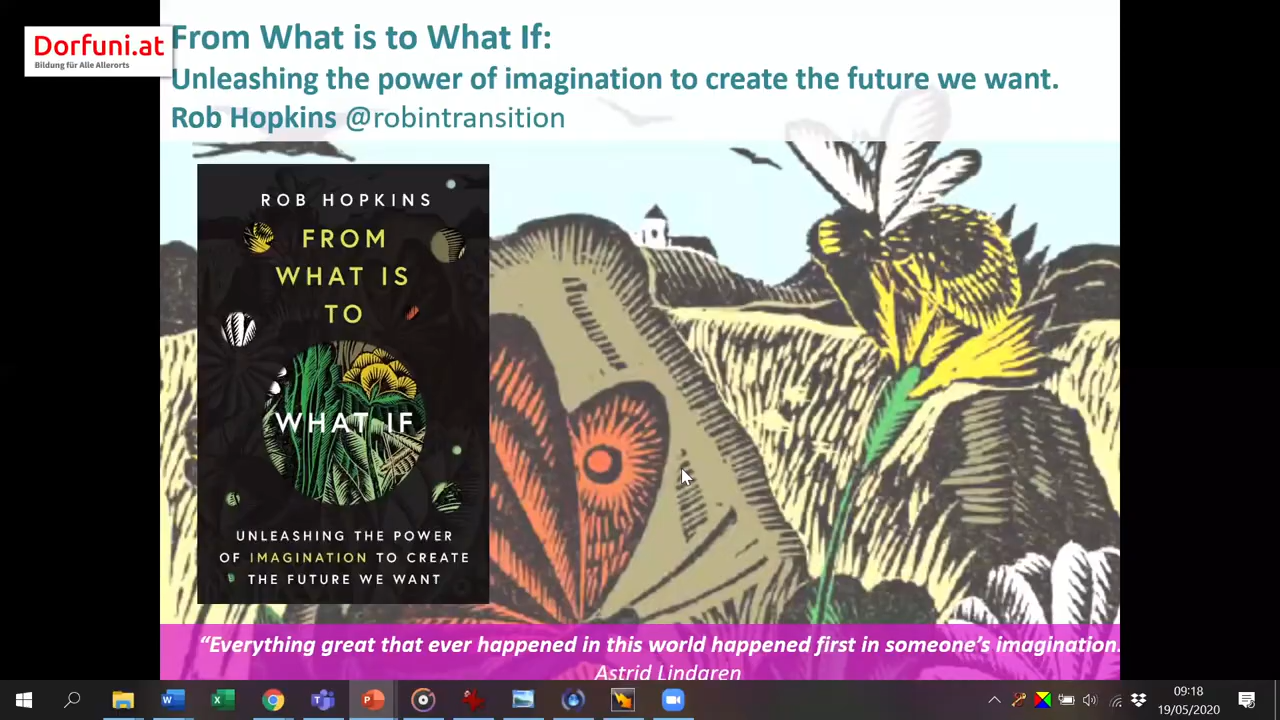 Dorfuni.at
Bildung für Alle Allerorts
From What is to What If:
Unleashing the power of imagination to create the future we want.
Rob Hopkins @robintransition
ROB HOPKINS
FROM
WHAT IS
TO
WHAT IF
UNLEASHING THE POWER
OF IMAGINATION TO CREATE
THE FUTURE WE WANT
“Everything great that ever happened in this world happened first in someone’s imagination.
Astrid Lindgren
09:18
19/05/2020